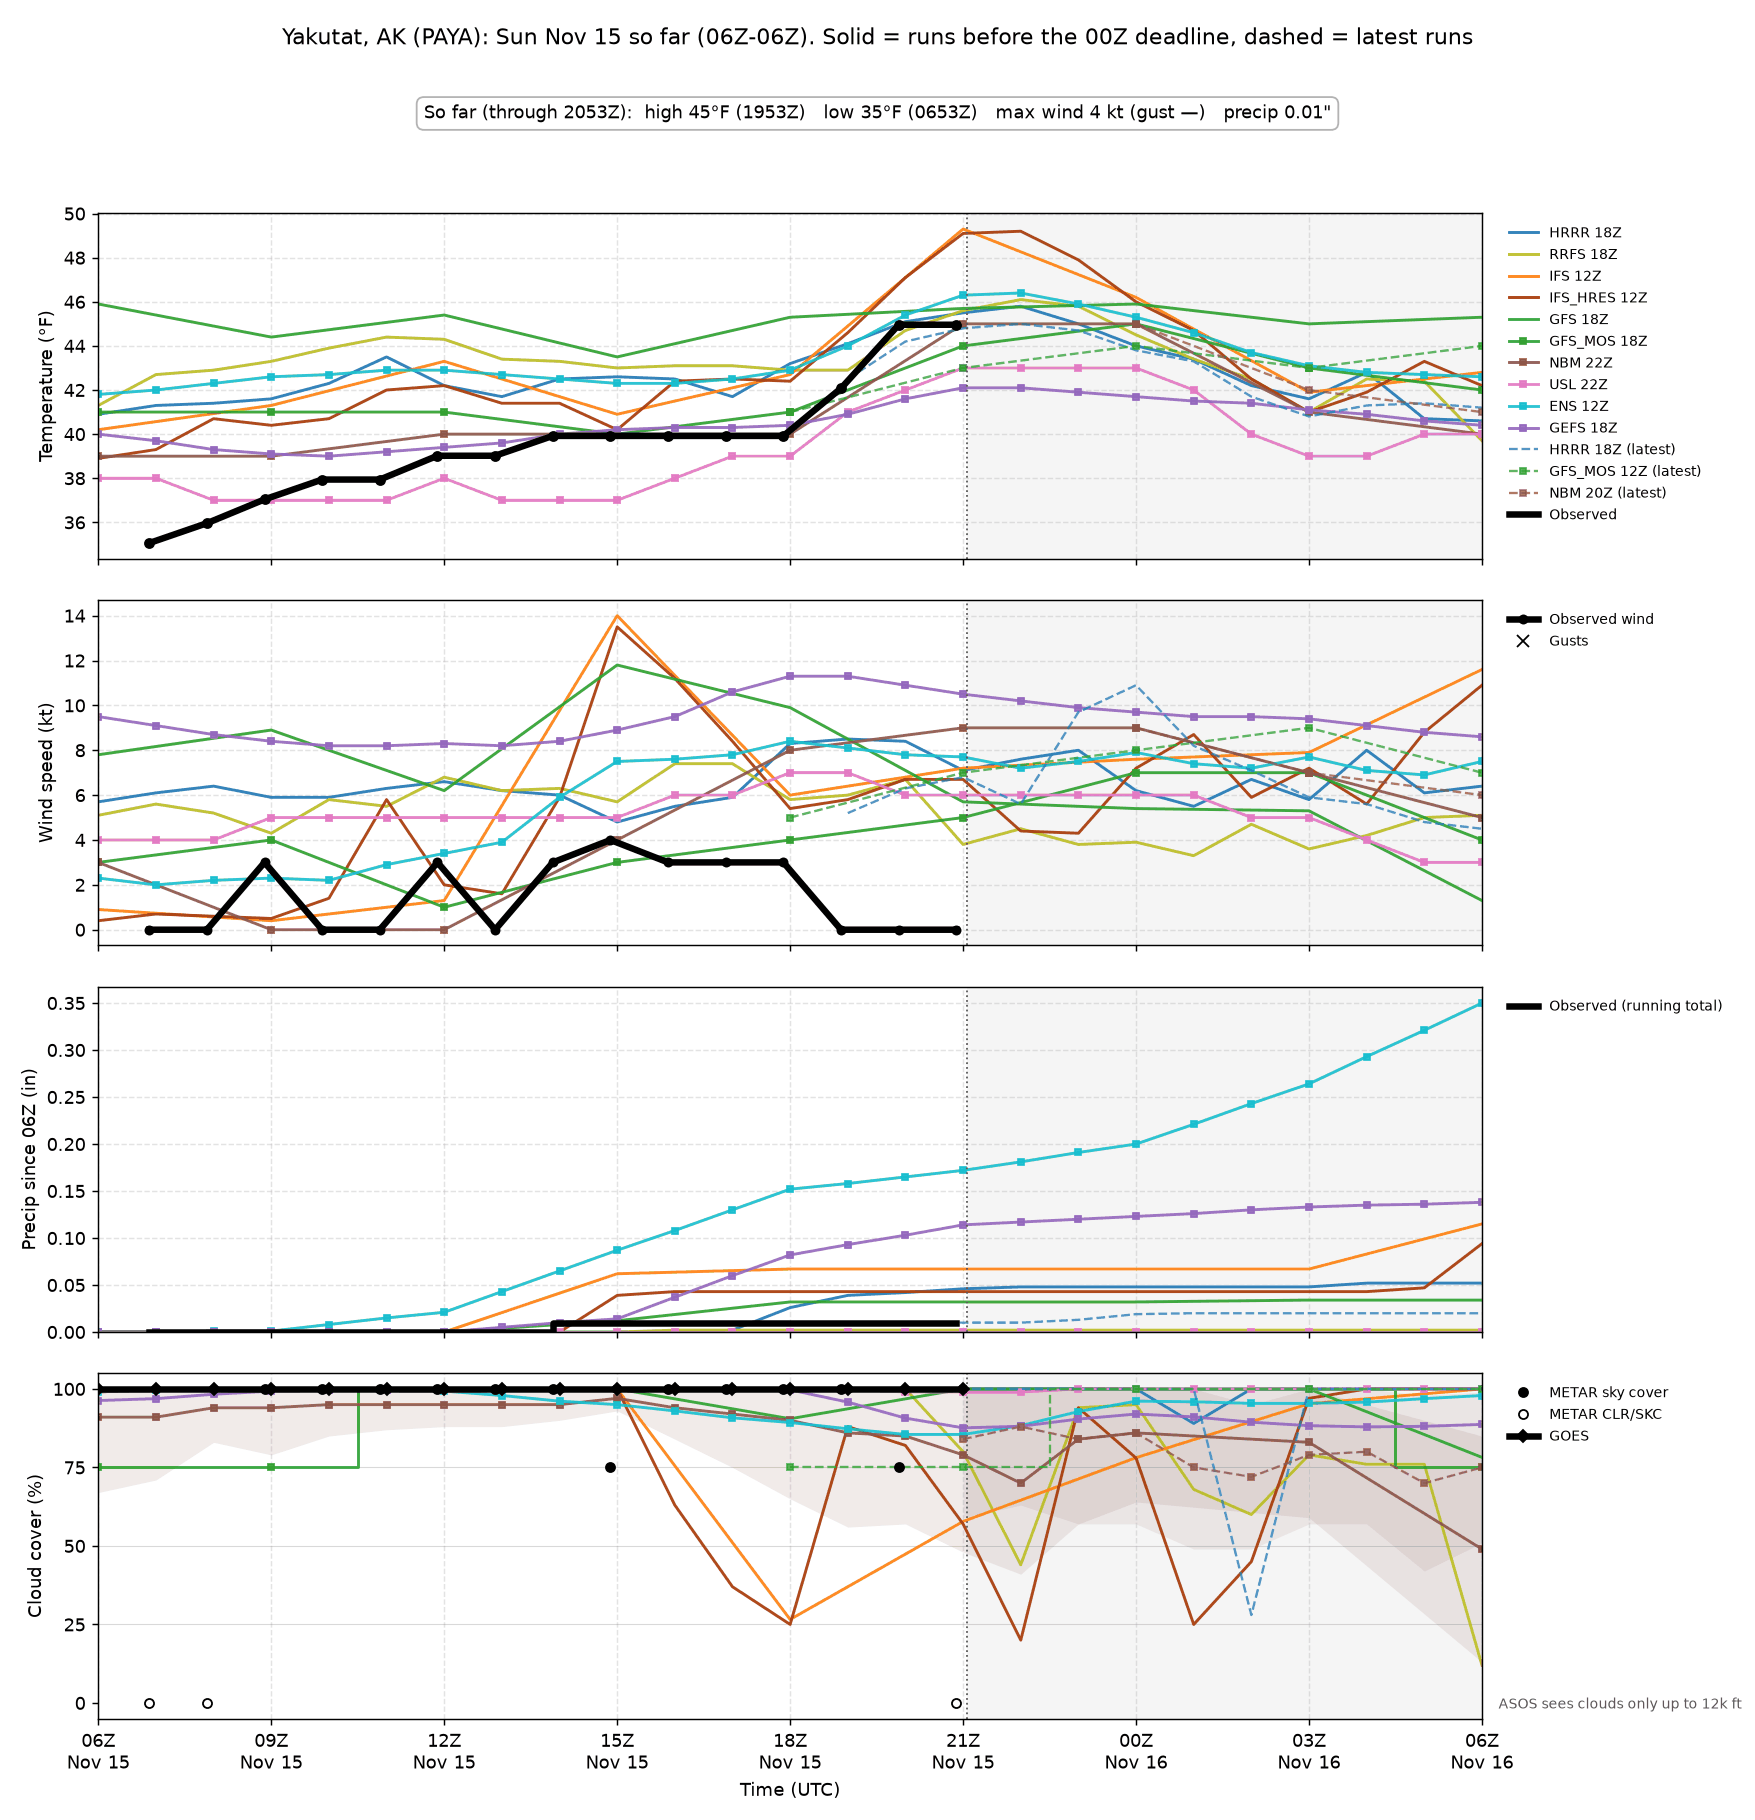 Yakutat, AK (PAYA): Sun Nov 15 so far (06Z-06Z). Solid = runs before the 00Z deadline, dashed = latest runs
So far (through 2053Z):  high 45°F (1953Z)   low 35°F (0653Z)   max wind 4 kt (gust —)   precip 0.01"
Temperature (°F)
50
48
46
44
42
40
38
36
HRRR 18Z
RRFS 18Z
IFS 12Z
IFS_HRES 12Z
GFS 18Z
GFS_MOS 18Z
NBM 22Z
USL 22Z
ENS 12Z
GEFS 18Z
HRRR 18Z (latest)
GFS_MOS 12Z (latest)
NBM 20Z (latest)
Observed
Wind speed (kt)
14
12
10
8
6
4
2
0
Observed wind
Gusts
Precip since 06Z (in)
0.35
0.30
0.25
0.20
0.15
0.10
0.05
0.00
Observed (running total)
Cloud cover (%)
100
75
50
25
0
METAR sky cover
METAR CLR/SKC
GOES
ASOS sees clouds only up to 12k ft
06Z
Nov 15
09Z
Nov 15
12Z
Nov 15
15Z
Nov 15
18Z
Nov 15
21Z
Nov 15
00Z
Nov 16
03Z
Nov 16
06Z
Nov 16
Time (UTC)